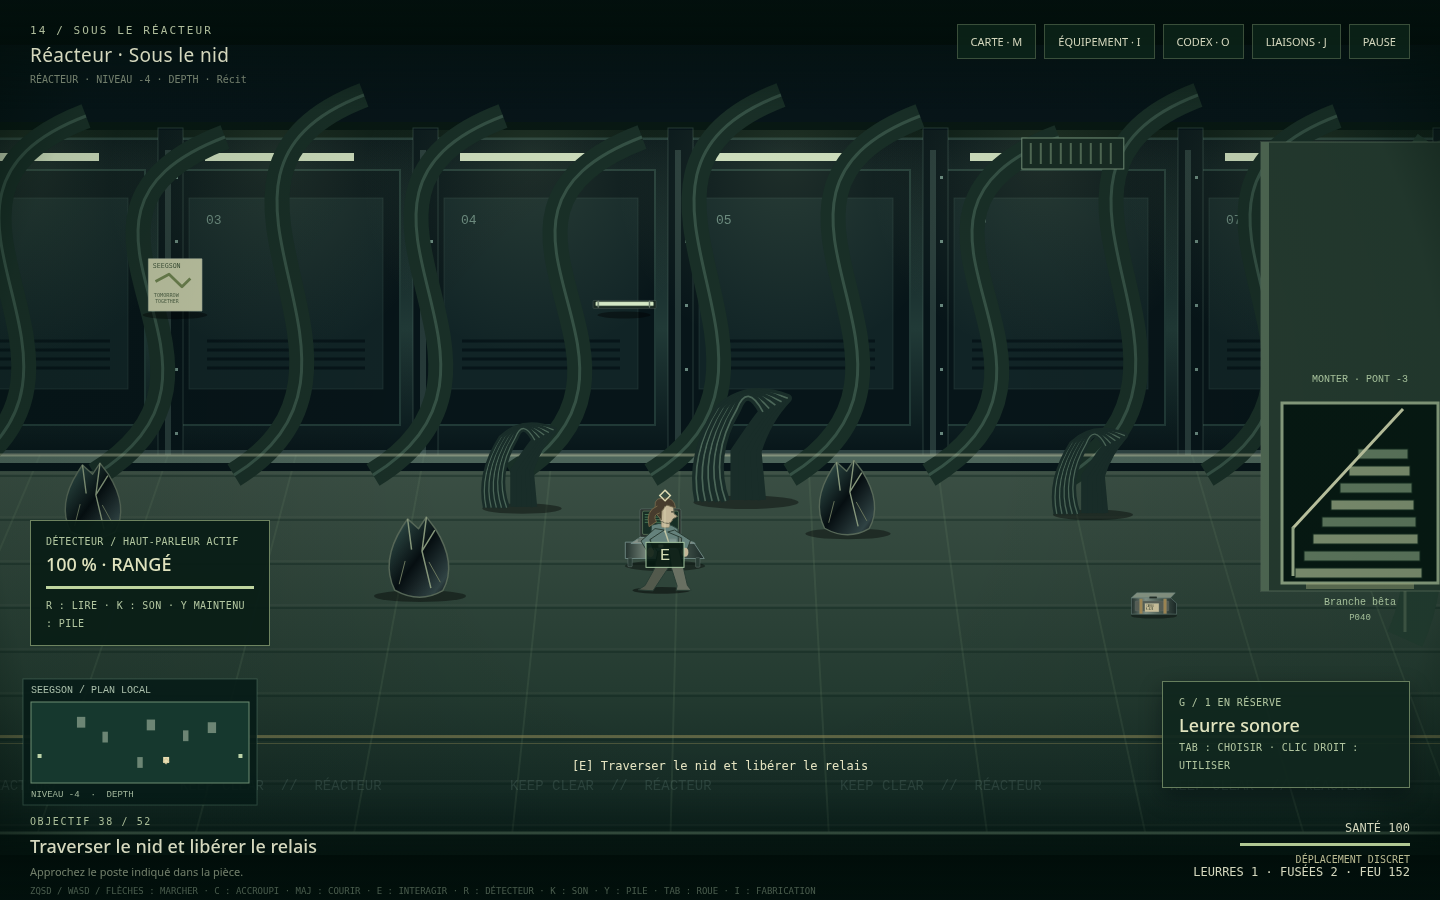 14 / SOUS LE RÉACTEUR
Réacteur · Sous le nid
RÉACTEUR · NIVEAU -4 · DEPTH · Récit
CARTE · M
ÉQUIPEMENT · I
CODEX · O
LIAISONS · J
PAUSE
03
04
05
07
SEEGSON
TOMORROW
TOGETHER
MONTER · PONT -3
E
Branche bêta
P040
DÉTECTEUR / HAUT-PARLEUR ACTIF
100 % · RANGÉ
R : LIRE · K : SON · Y MAINTENU
: PILE
SEEGSON / PLAN LOCAL
NIVEAU -4 · DEPTH
G / 1 EN RÉSERVE
Leurre sonore
TAB : CHOISIR · CLIC DROIT :
UTILISER
[E] Traverser le nid et libérer le relais
// RÉACTEUR
KEEP CLEAR // RÉACTEUR
KEEP CLEAR // RÉACTEUR
OBJECTIF 38 / 52
Traverser le nid et libérer le relais
Approchez le poste indiqué dans la pièce.
ZQSD / WASD / FLÈCHES : MARCHER · C : ACCROUPI · MAJ : COURIR · E : INTERAGIR · R : DÉTECTEUR · K : SON · Y : PILE · TAB : ROUE · I : FABRICATION
SANTÉ 100
DÉPLACEMENT DISCRET
LEURRES 1 · FUSÉES 2 · FEU 152